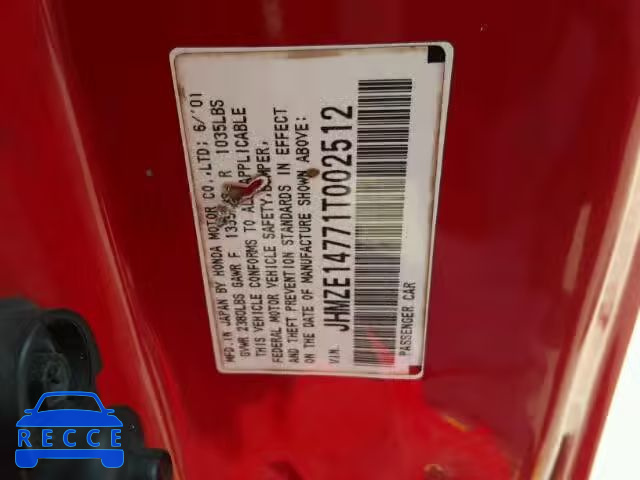 MFD.IN JAPAN BY HONDA MOTOR CO.,LTD; 6/'01
GVWR 2380LBS GAWR F 1335LBS R 1035LBS
THIS VEHICLE CONFORMS TO ALL APPLICABLE
FEDERAL MOTOR VEHICLE SAFETY,BUMPER,
AND THEFT PREVENTION STANDARDS IN EFFECT
ON THE DATE OF MANUFACTURE SHOWN ABOVE:
V.I.N. JHMZE14771T002512
PASSENGER CAR
RECCE